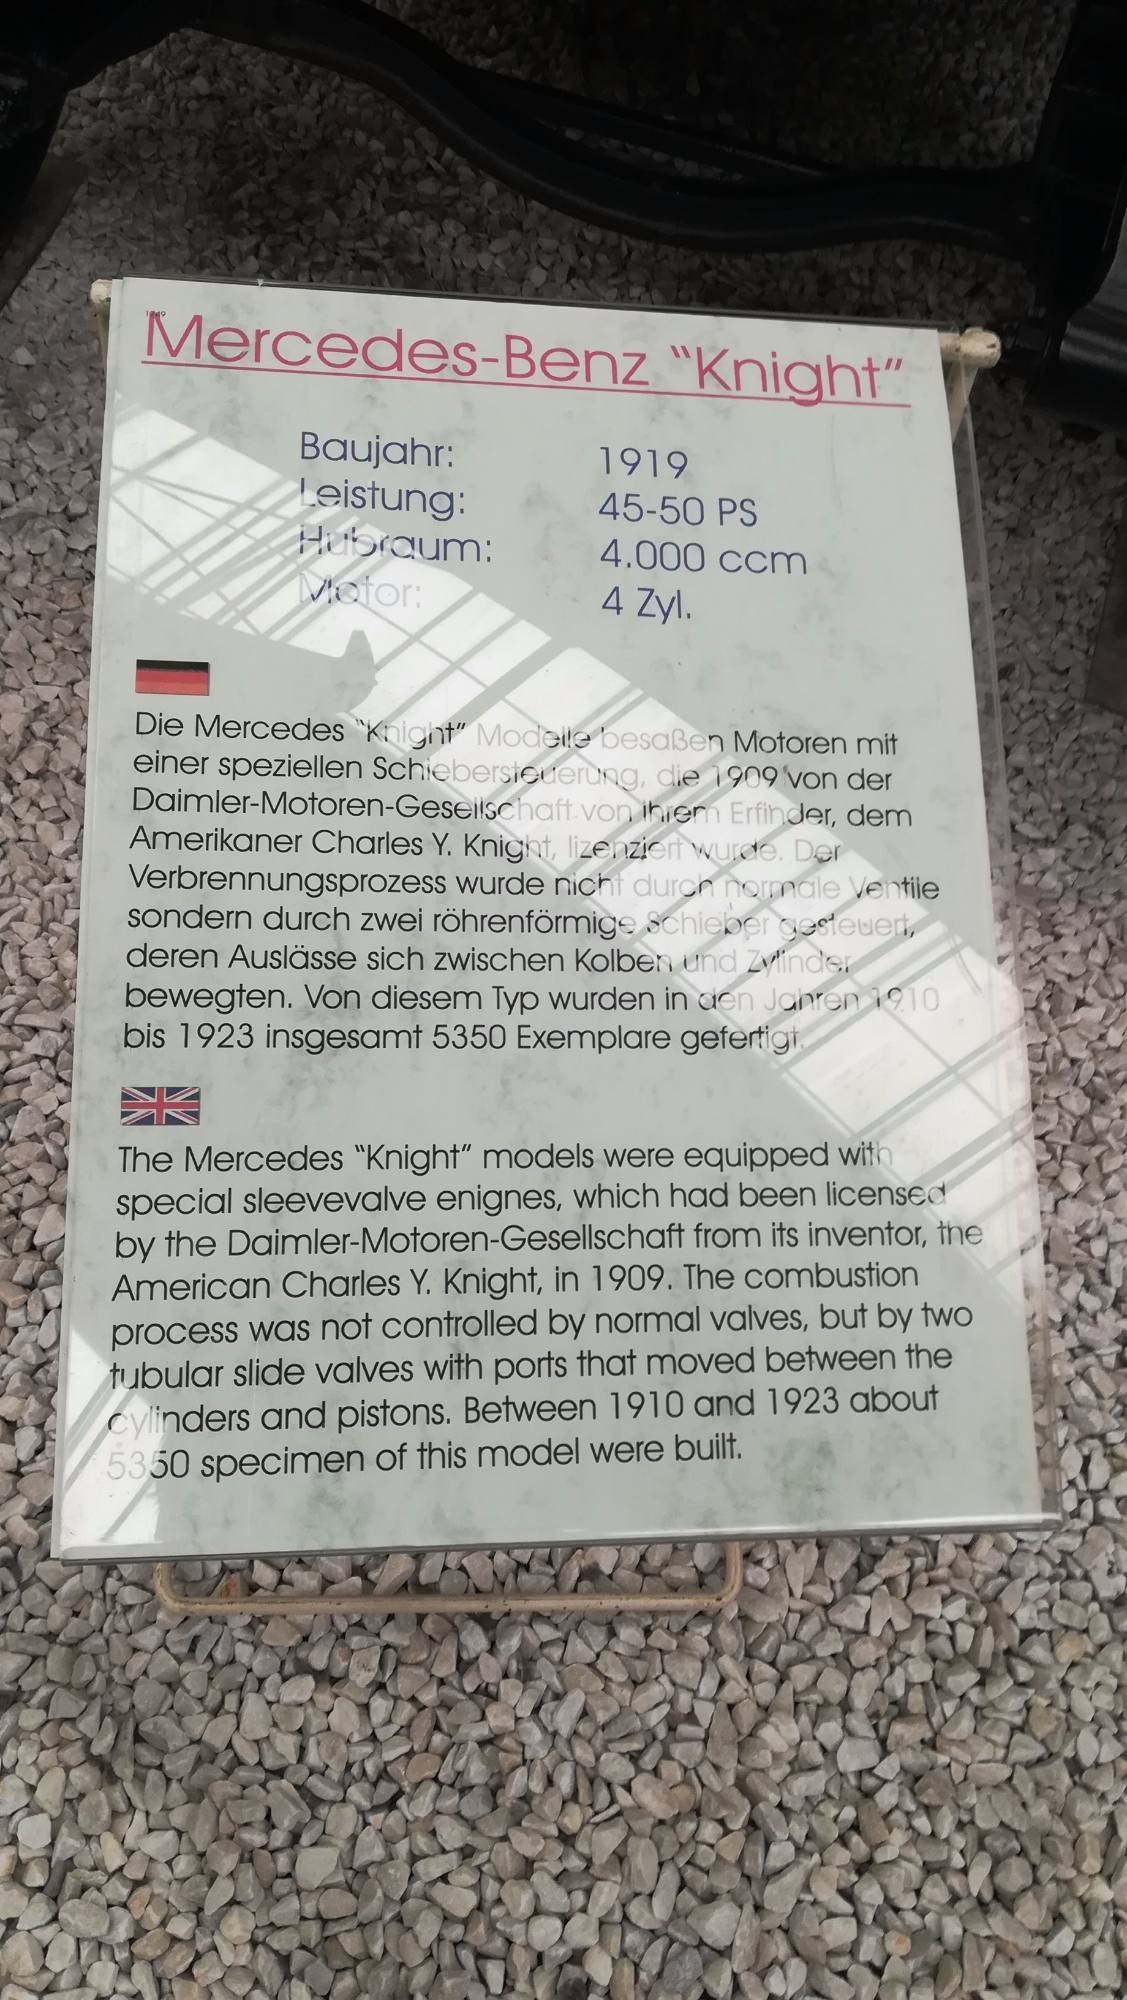 1949
Mercedes-Benz “Knight”
Baujahr: 1919
Leistung: 45-50 PS
Hubraum: 4.000 ccm
Motor: 4 Zyl.
Die Mercedes “Knight” Modelle besaßen Motoren mit
einer speziellen Schiebersteuerung, die 1909 von der
Daimler-Motoren-Gesellschaft von ihrem Erfinder, dem
Amerikaner Charles Y. Knight, lizenziert wurde. Der
Verbrennungsprozess wurde nicht durch normale Ventile
sondern durch zwei röhrenförmige Schieber gesteuert,
deren Auslässe sich zwischen Kolben und Zylinder
bewegten. Von diesem Typ wurden in den Jahren 1910
bis 1923 insgesamt 5350 Exemplare gefertigt.
The Mercedes “Knight” models were equipped with
special sleevevalve enignes, which had been licensed
by the Daimler-Motoren-Gesellschaft from its inventor, the
American Charles Y. Knight, in 1909. The combustion
process was not controlled by normal valves, but by two
tubular slide valves with ports that moved between the
cylinders and pistons. Between 1910 and 1923 about
5350 specimen of this model were built.